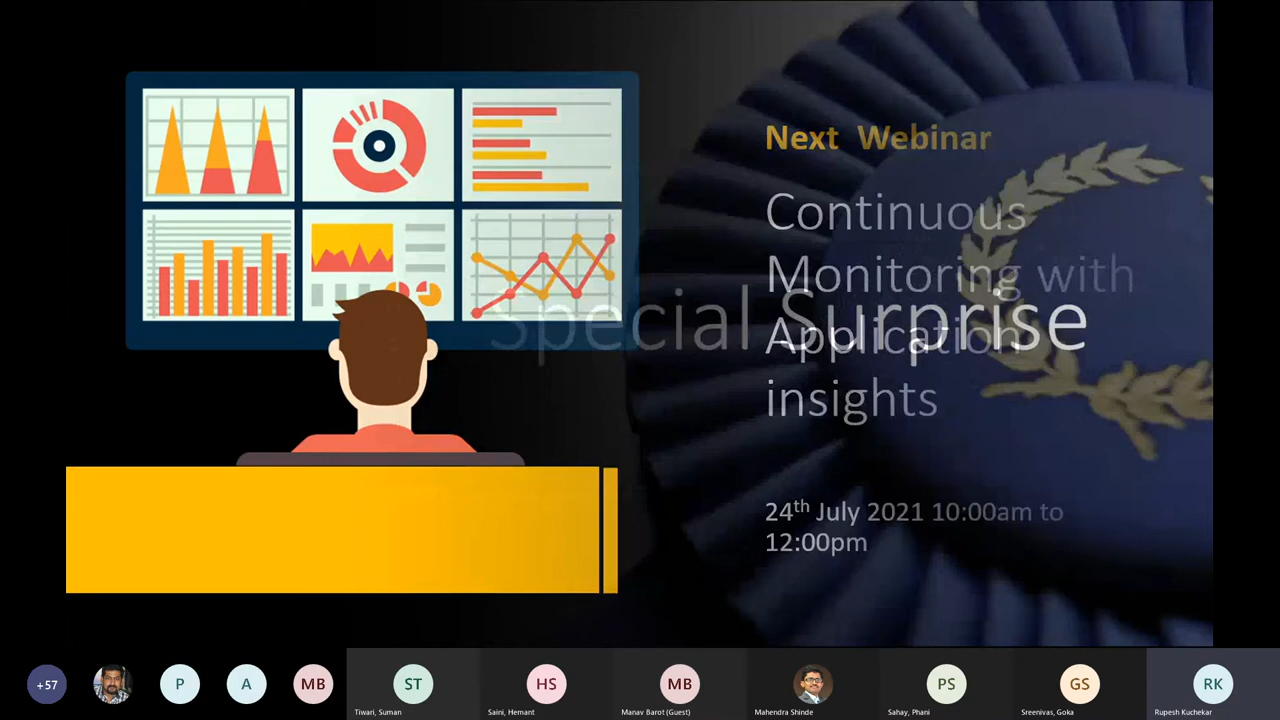 Next Webinar
Continuous
Monitoring with
Application
insights
Special Surprise
24th July 2021 10:00am to
12:00pm
+57
P
A
MB
ST
HS
MB
PS
GS
RK
Tiwari, Suman
Saini, Hemant
Manav Barot (Guest)
Mahendra Shinde
Sahay, Phani
Sreenivas, Goka
Rupesh Kuchekar